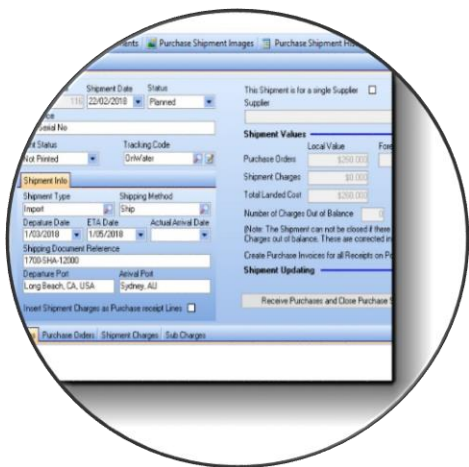 Purchase Shipment Images Purchase Shipment
Shipment Date Status
This Shipment is for a single Supplier
116 22/02/2018 Planned
Supplier
Serial No
Shipment Values
Status Tracking Code
Local Value
Not Printed OnWater
Purchase Orders $250.000
Shipment Info
Shipment Charges $0.000
Shipment Type Shipping Method
Import Ship
Total Landed Cost $250.000
Depature Date ETA Date Actual Arrival Date
Number of Charges Out of Balance 0
1/03/2018 1/05/2018
(Note: The Shipment can not be closed if there
Shipping Document Reference
Charges out of balance. These are corrected in
1700-SHA-12000
Create Purchase Invoices for all Receipts on
Depature Port Arrival Port
Shipment Updating
Long Beach, CA, USA Sydney, AU
Receive Purchases and Close Purchase
Insert Shipment Charges as Purchase receipt Lines
Purchase Orders Shipment Charges Sub Charges